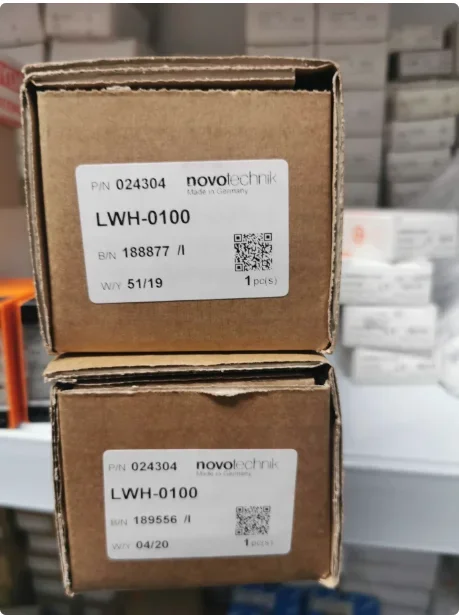 P/N 024304 novotechnik
Made in Germany
LWH-0100
B/N 188877 /I
W/Y 51/19 1 pc(s)
P/N 024304 novotechnik
Made in Germany
LWH-0100
B/N 189556 /I
W/Y 04/20 1 pc(s)